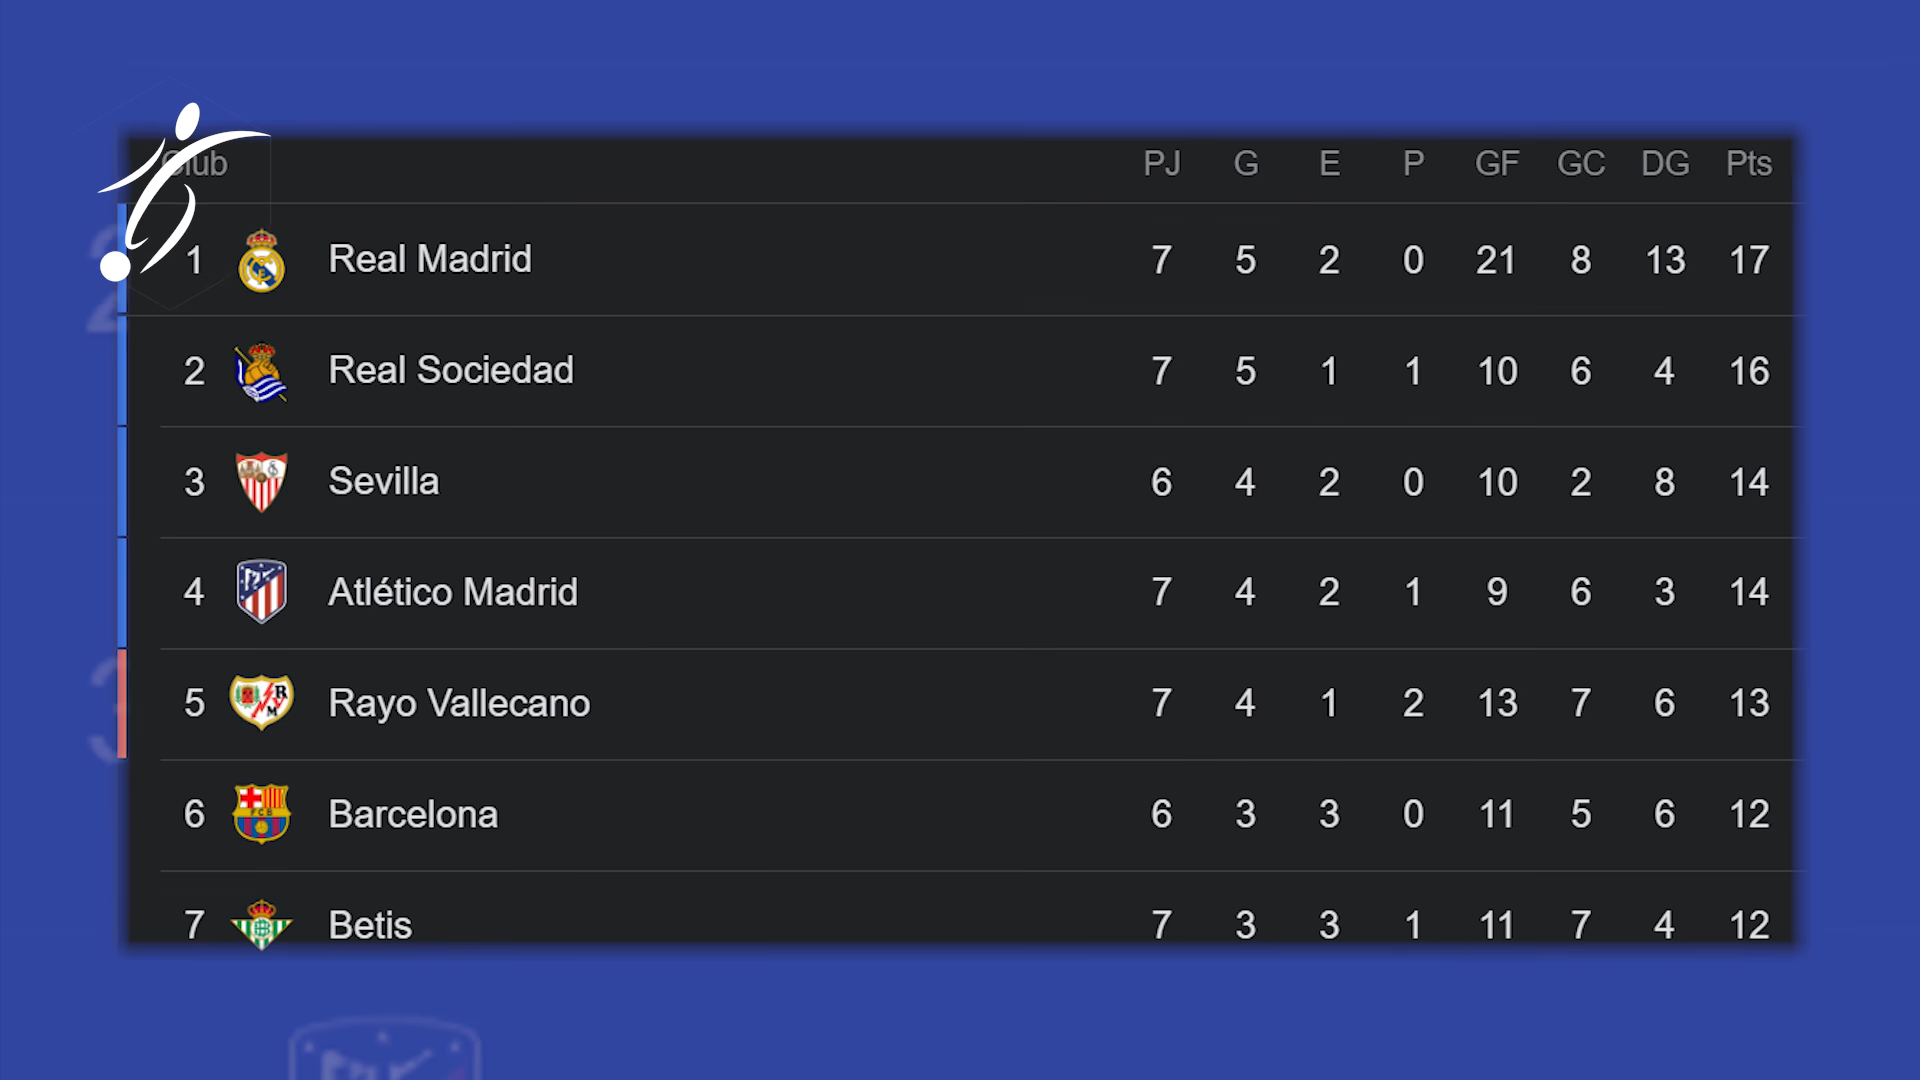 Club PJ G E P GF GC DG Pts
1 Real Madrid 7 5 2 0 21 8 13 17
2 Real Sociedad 7 5 1 1 10 6 4 16
3 Sevilla 6 4 2 0 10 2 8 14
4 Atlético Madrid 7 4 2 1 9 6 3 14
5 Rayo Vallecano 7 4 1 2 13 7 6 13
6 Barcelona 6 3 3 0 11 5 6 12
7 Betis 7 3 3 1 11 7 4 12